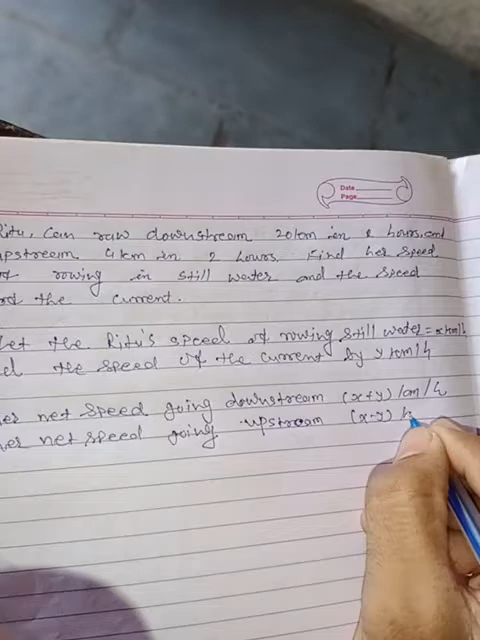 Date
Page
Ritu, Can raw downstream 20km in 2 hours, and
upstream 4km in 2 hours. Find her speed
of rowing in still water and the speed
of the current.
Let the Ritu's speed of rowing still water = x km/h
the speed of the current by y km/h
her net speed going downstream (x+y) km/h
her net speed going upstream (x-y) k